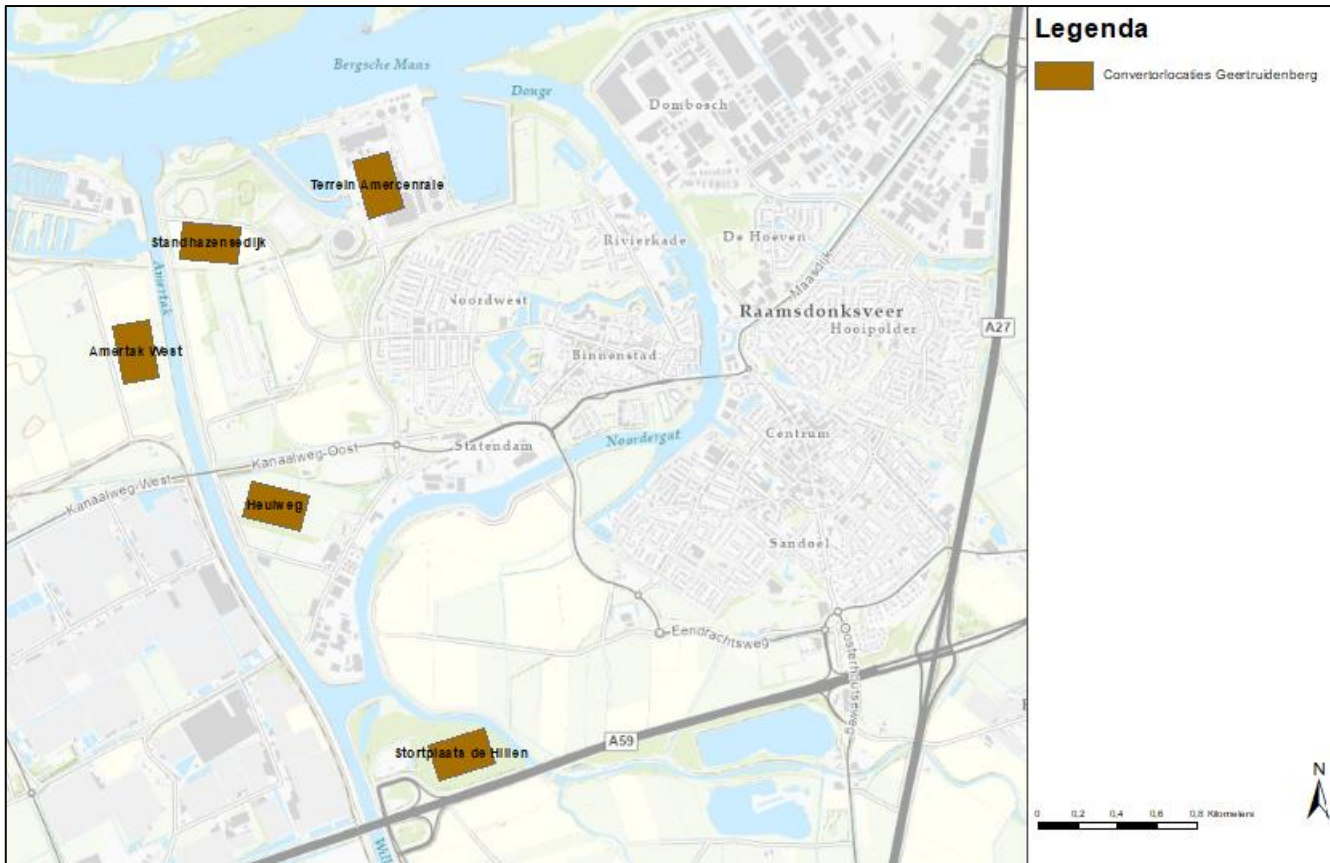 Legenda
Convertorlocaties Geertruidenberg
Bergsche Maas
Donge
Dombosch
Terrein Amercenrale
Standhazensedijk
Rivierkade
De Hoeven
Maasdijk
Amertak
Noordwest
Raamsdonksveer
Hooipolder
A27
Amertak West
Binnenstad
Centrum
Noordergat
Statendam
Kanaalweg-Oost
Kanaalweg-West
Heulweg
Sandoel
Eendrachtsweg
Oosterhoutseweg
Stortplaats de Hillen
A59
Will
N
0 0,2 0,4 0,6 0,8 Kilometers